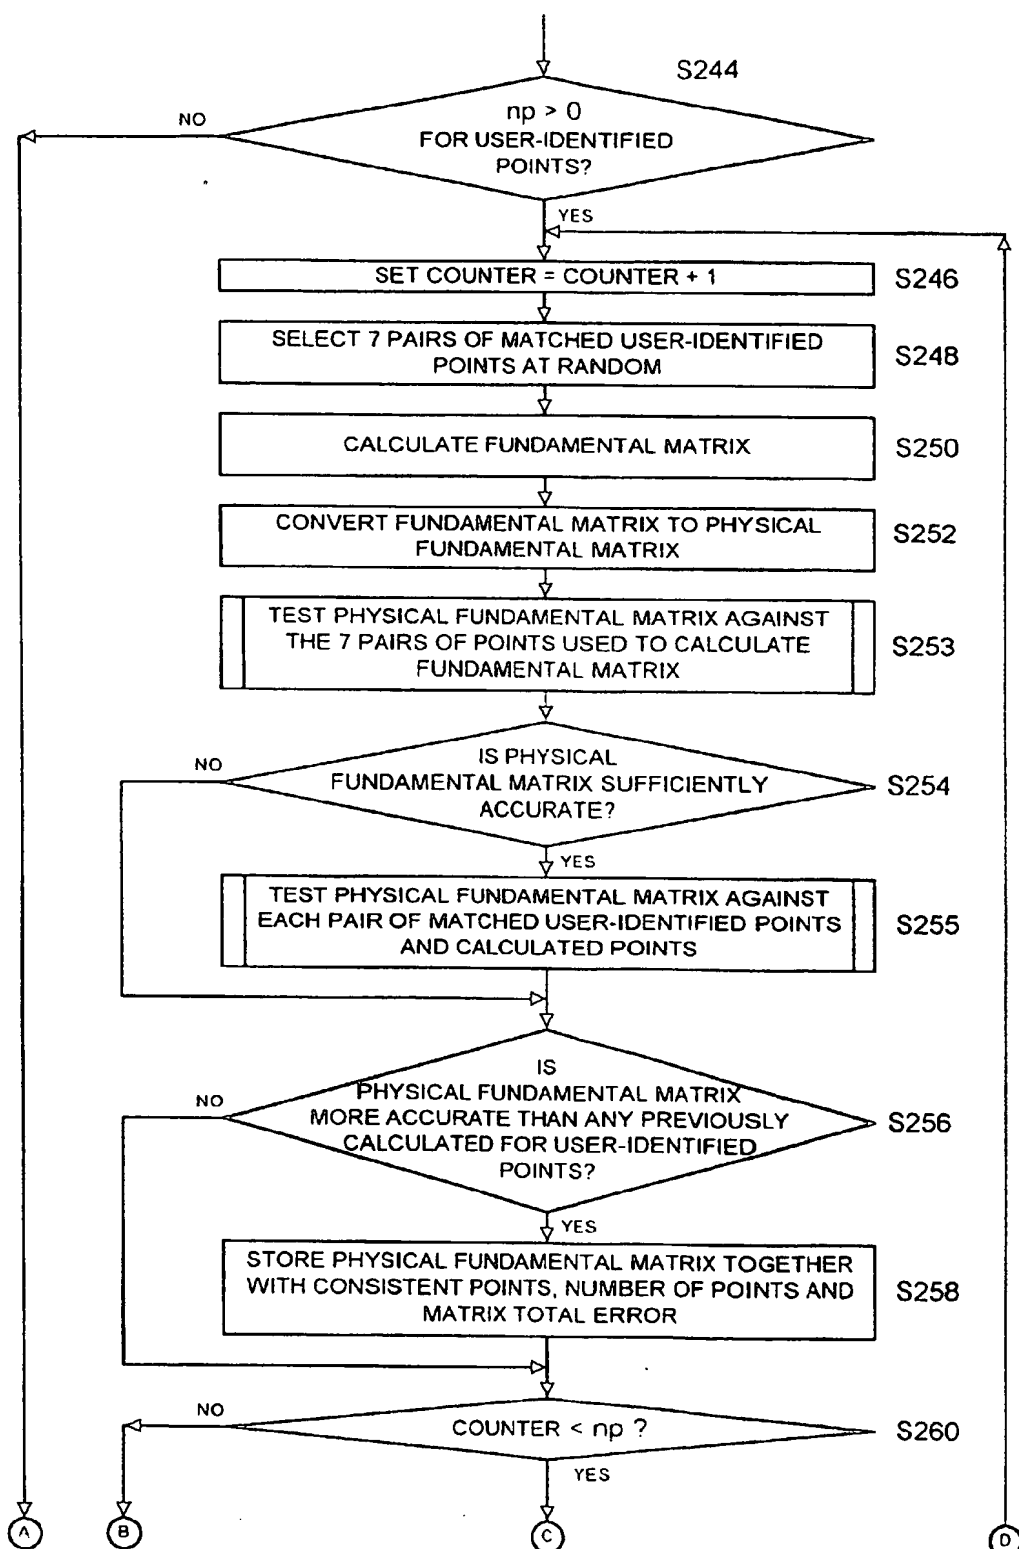 S244
np > 0
FOR USER-IDENTIFIED
POINTS?
NO
YES
SET COUNTER = COUNTER + 1
S246
SELECT 7 PAIRS OF MATCHED USER-IDENTIFIED
POINTS AT RANDOM
S248
CALCULATE FUNDAMENTAL MATRIX
S250
CONVERT FUNDAMENTAL MATRIX TO PHYSICAL
FUNDAMENTAL MATRIX
S252
TEST PHYSICAL FUNDAMENTAL MATRIX AGAINST
THE 7 PAIRS OF POINTS USED TO CALCULATE
FUNDAMENTAL MATRIX
S253
NO
IS PHYSICAL
FUNDAMENTAL MATRIX SUFFICIENTLY
ACCURATE?
S254
YES
TEST PHYSICAL FUNDAMENTAL MATRIX AGAINST
EACH PAIR OF MATCHED USER-IDENTIFIED POINTS
AND CALCULATED POINTS
S255
NO
IS
PHYSICAL FUNDAMENTAL MATRIX
MORE ACCURATE THAN ANY PREVIOUSLY
CALCULATED FOR USER-IDENTIFIED
POINTS?
S256
YES
STORE PHYSICAL FUNDAMENTAL MATRIX TOGETHER
WITH CONSISTENT POINTS, NUMBER OF POINTS AND
MATRIX TOTAL ERROR
S258
NO
COUNTER < np ?
S260
YES
A
B
C
D